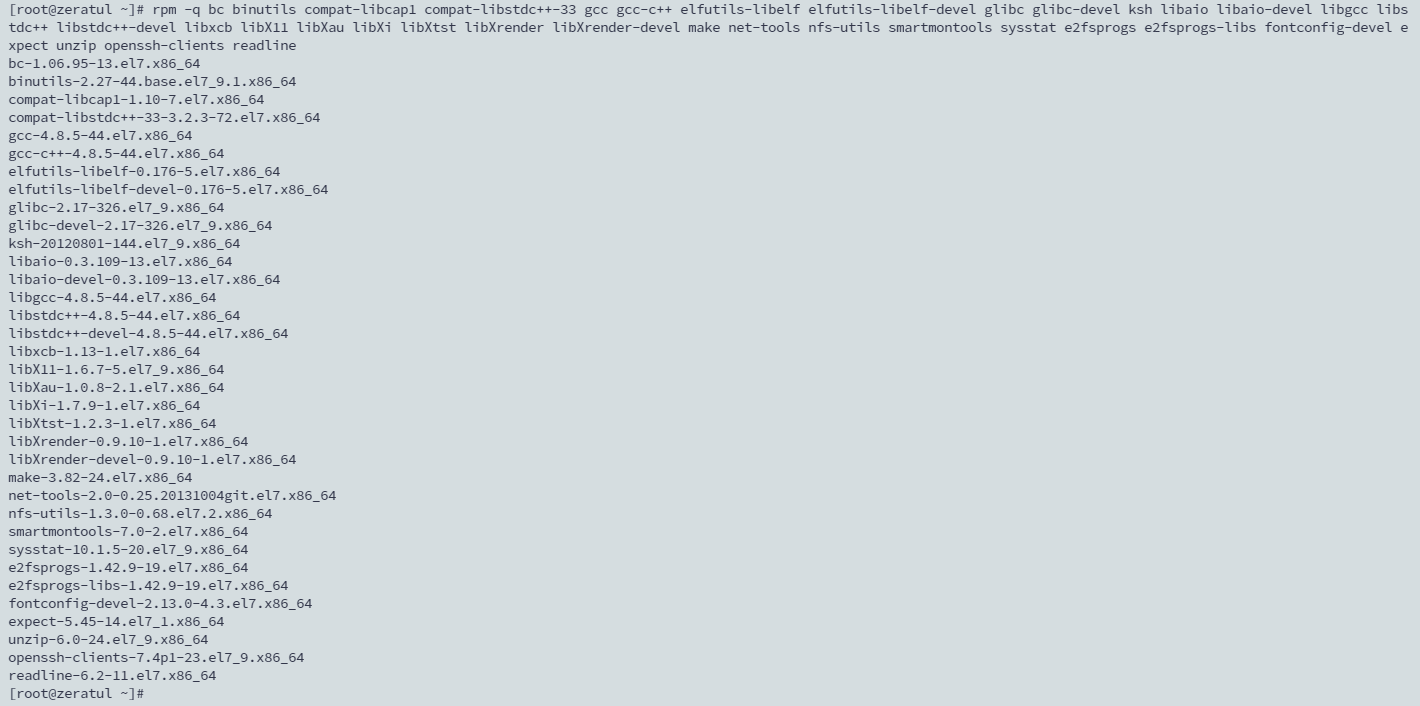 [root@zeratul ~]# rpm -q bc binutils compat-libcap1 compat-libstdc++-33 gcc gcc-c++ elfutils-libelf elfutils-libelf-devel glibc glibc-devel ksh libaio libaio-devel libgcc libs
tdc++ libstdc++-devel libxcb libX11 libXau libXi libXtst libXrender libXrender-devel make net-tools nfs-utils smartmontools sysstat e2fsprogs e2fsprogs-libs fontconfig-devel e
xpect unzip openssh-clients readline
bc-1.06.95-13.el7.x86_64
binutils-2.27-44.base.el7_9.1.x86_64
compat-libcap1-1.10-7.el7.x86_64
compat-libstdc++-33-3.2.3-72.el7.x86_64
gcc-4.8.5-44.el7.x86_64
gcc-c++-4.8.5-44.el7.x86_64
elfutils-libelf-0.176-5.el7.x86_64
elfutils-libelf-devel-0.176-5.el7.x86_64
glibc-2.17-326.el7_9.x86_64
glibc-devel-2.17-326.el7_9.x86_64
ksh-20120801-144.el7_9.x86_64
libaio-0.3.109-13.el7.x86_64
libaio-devel-0.3.109-13.el7.x86_64
libgcc-4.8.5-44.el7.x86_64
libstdc++-4.8.5-44.el7.x86_64
libstdc++-devel-4.8.5-44.el7.x86_64
libxcb-1.13-1.el7.x86_64
libX11-1.6.7-5.el7_9.x86_64
libXau-1.0.8-2.1.el7.x86_64
libXi-1.7.9-1.el7.x86_64
libXtst-1.2.3-1.el7.x86_64
libXrender-0.9.10-1.el7.x86_64
libXrender-devel-0.9.10-1.el7.x86_64
make-3.82-24.el7.x86_64
net-tools-2.0-0.25.20131004git.el7.x86_64
nfs-utils-1.3.0-0.68.el7.2.x86_64
smartmontools-7.0-2.el7.x86_64
sysstat-10.1.5-20.el7_9.x86_64
e2fsprogs-1.42.9-19.el7.x86_64
e2fsprogs-libs-1.42.9-19.el7.x86_64
fontconfig-devel-2.13.0-4.3.el7.x86_64
expect-5.45-14.el7_1.x86_64
unzip-6.0-24.el7_9.x86_64
openssh-clients-7.4p1-23.el7_9.x86_64
readline-6.2-11.el7.x86_64
[root@zeratul ~]#